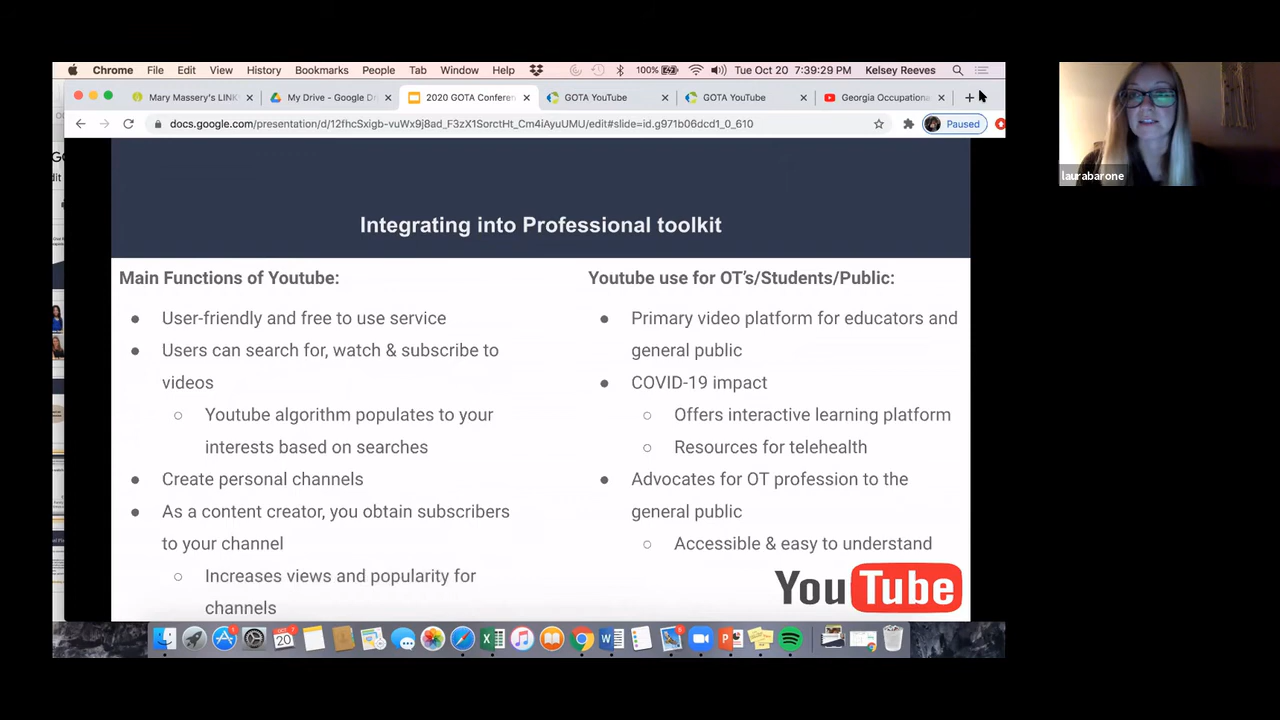 Chrome File Edit View History Bookmarks People Tab Window Help 100% Tue Oct 20 7:39:29 PM Kelsey Reeves
Mary Massery's LINK My Drive - Google Dr 2020 GOTA Conferen GOTA YouTube GOTA YouTube Georgia Occupationa
docs.google.com/presentation/d/12fhcSxigb-vuWx9j8ad_F3zX1SorctHt_Cm4iAyuUMU/edit#slide=id.g971b06dcd1_0_610 Paused
laurabarone
Integrating into Professional toolkit
Main Functions of Youtube:
● User-friendly and free to use service
● Users can search for, watch & subscribe to
videos
○ Youtube algorithm populates to your
interests based on searches
● Create personal channels
● As a content creator, you obtain subscribers
to your channel
○ Increases views and popularity for
channels
Youtube use for OT's/Students/Public:
● Primary video platform for educators and
general public
● COVID-19 impact
○ Offers interactive learning platform
○ Resources for telehealth
● Advocates for OT profession to the
general public
○ Accessible & easy to understand
YouTube